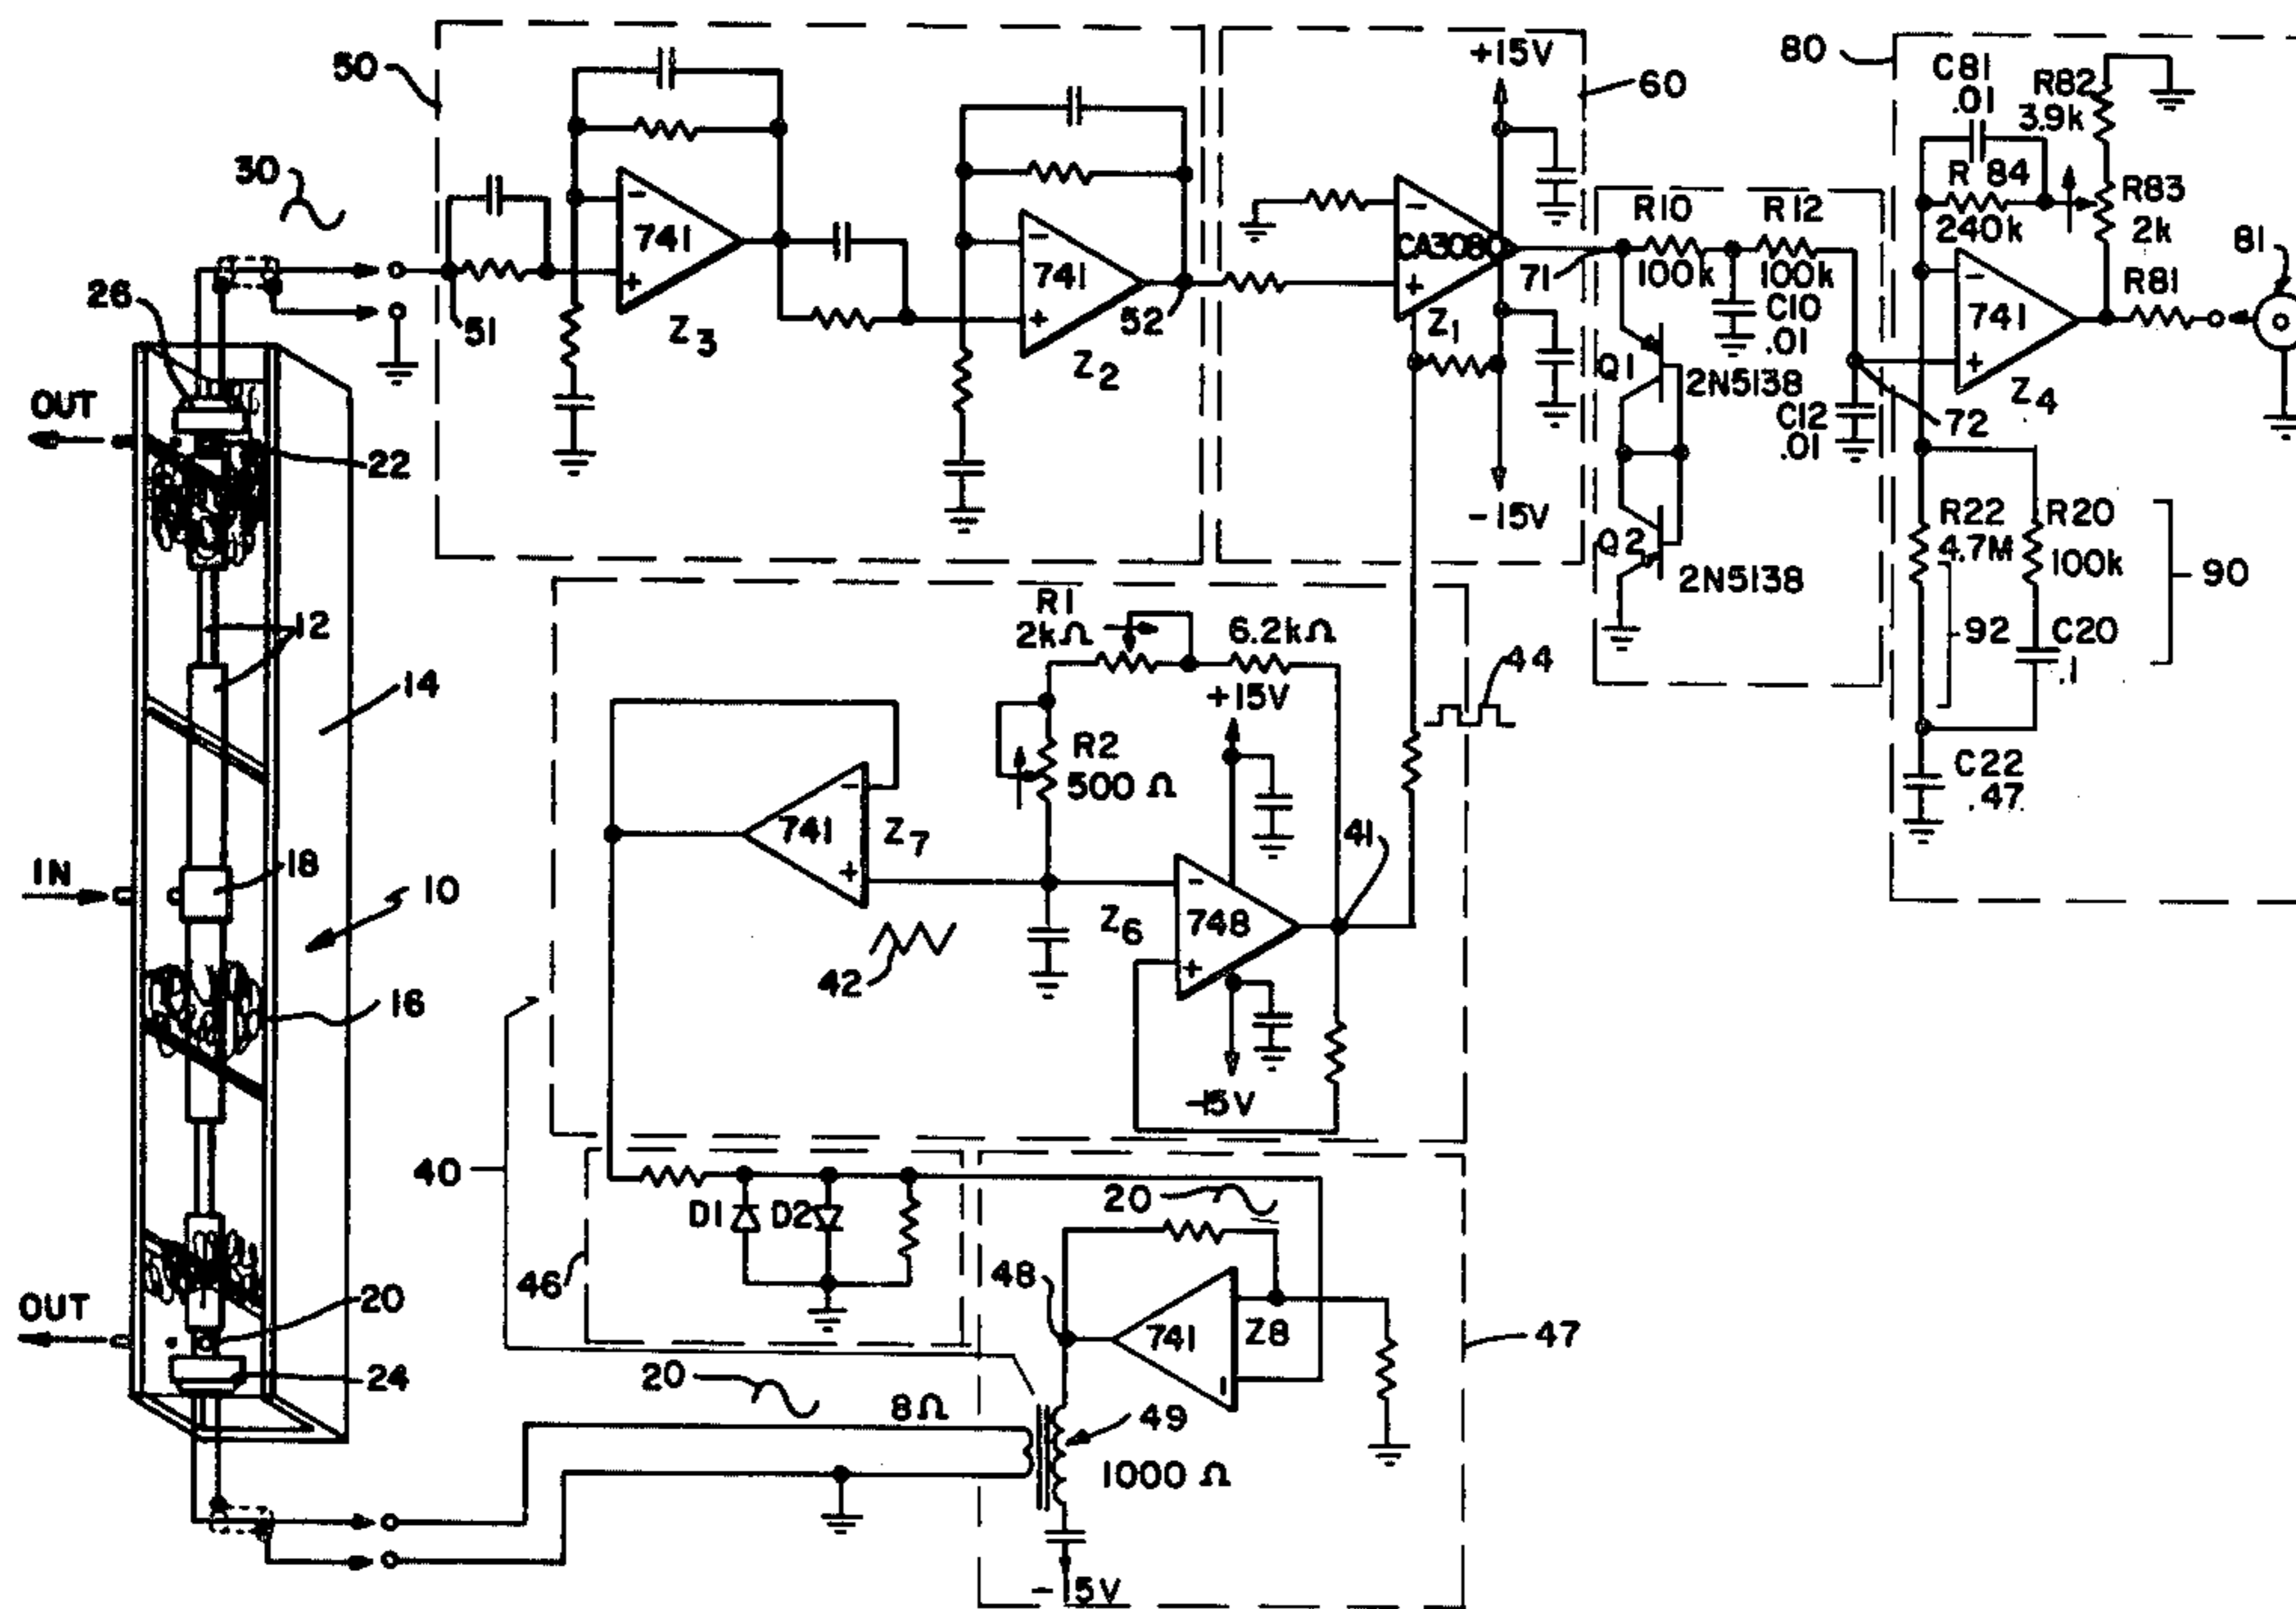 50
30
26
51
OUT
22
12
14
IN
18
10
16
OUT
20
24
741
Z3
741
Z2
52
+15V
60
CA3080
Z1
-15V
71
R10
100k
R12
100k
C10
.01
Q1
2N5138
Q2
2N5138
C12
.01
72
80
C81
.01
R82
3.9k
R 84
240k
R83
2k
R81
81
741
Z4
R22
4.7M
R20
100k
90
92
C20
.1
C22
.47
R1
2kΩ
6.2kΩ
44
+15V
R2
500 Ω
741
Z7
41
748
Z6
42
-15V
40
D1
D2
46
20
48
741
Z8
47
20
8Ω
49
1000 Ω
- 5V